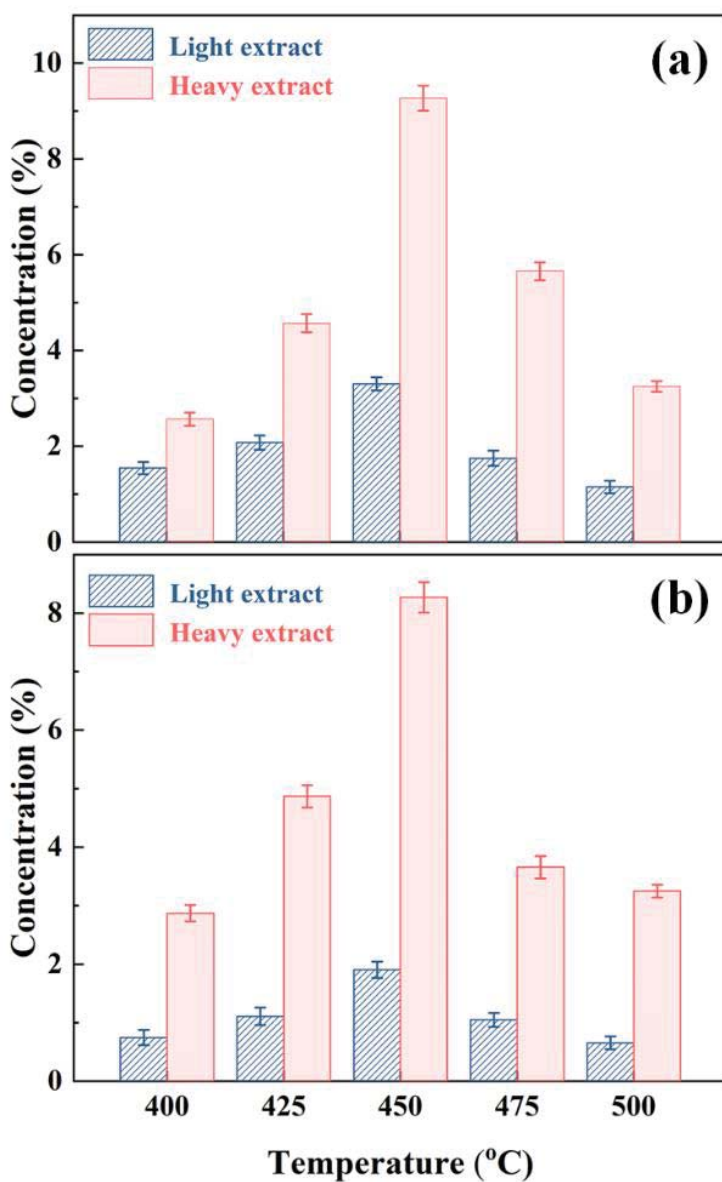 (a)
Light extract
Heavy extract
10
8
6
4
2
0
Concentration (%)
(b)
Light extract
Heavy extract
8
6
4
2
0
Concentration (%)
400 425 450 475 500
Temperature (°C)